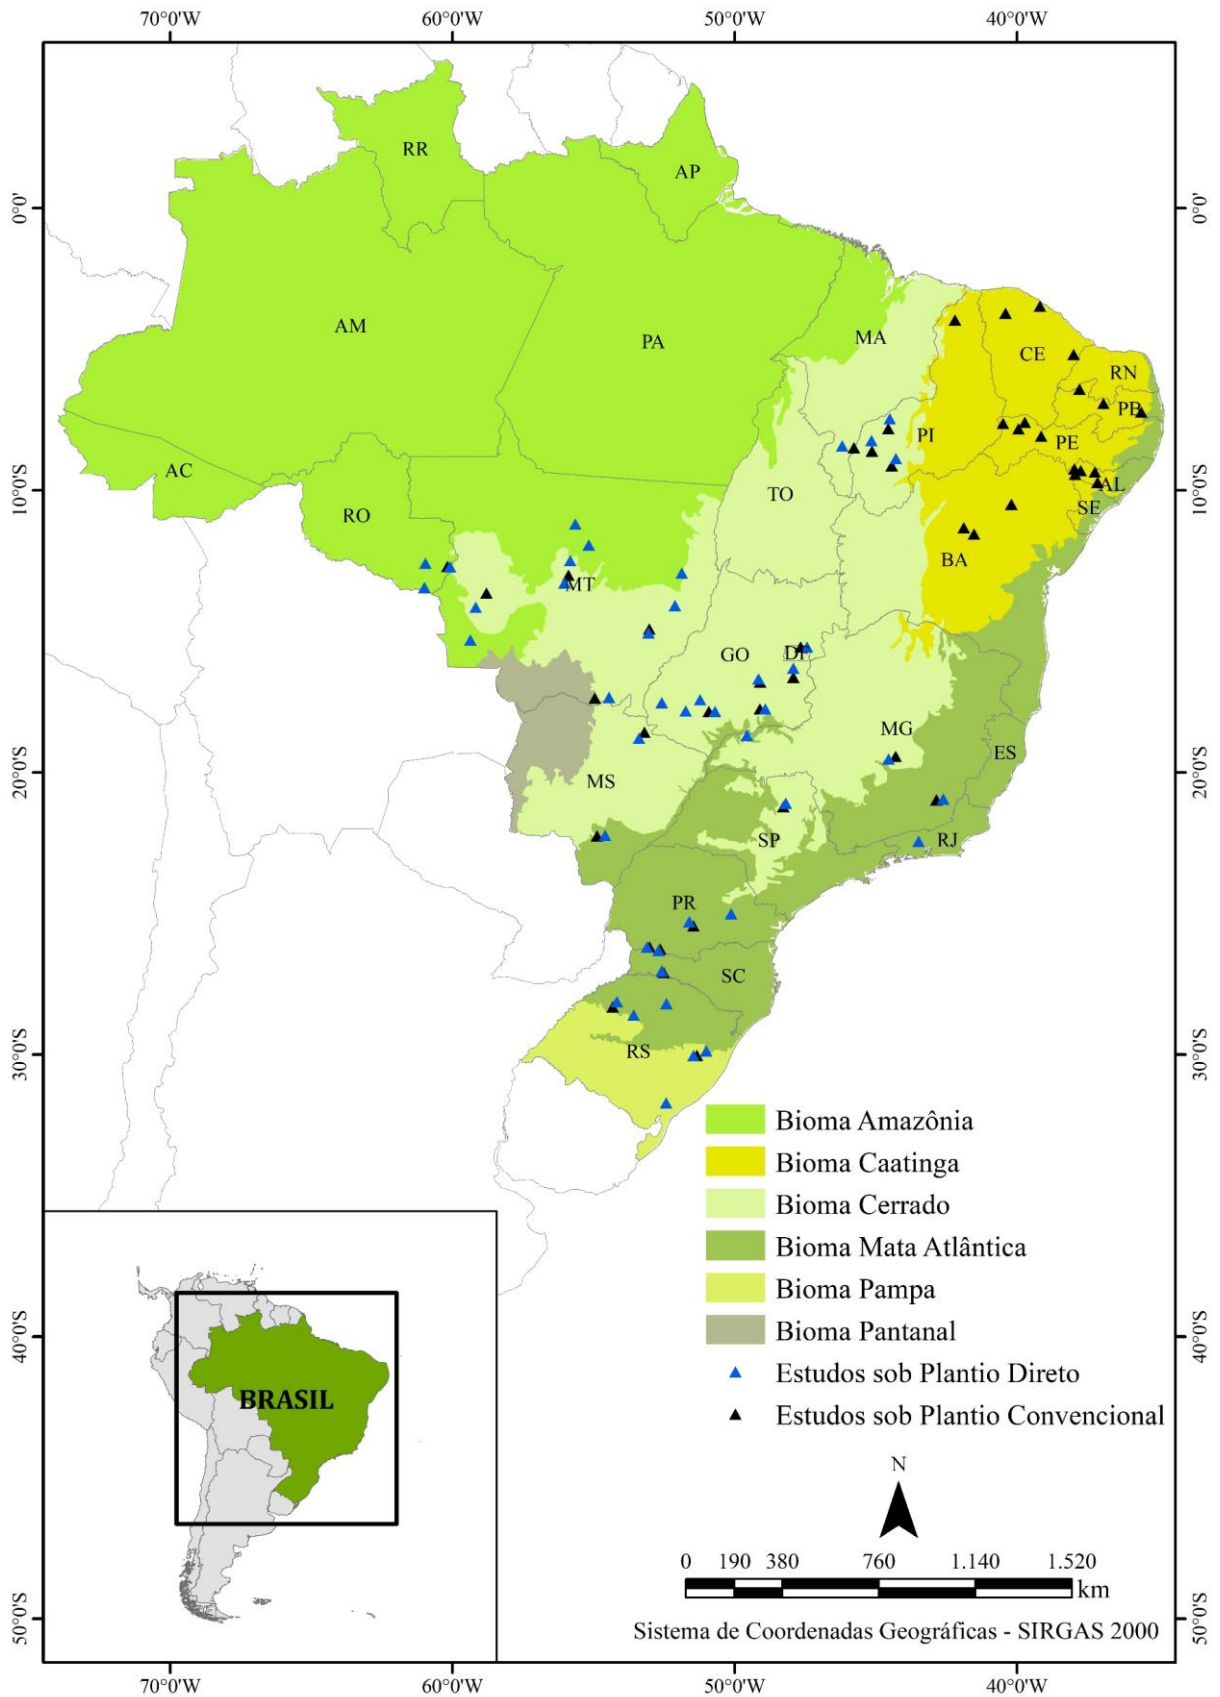 70°0'W 60°0'W 50°0'W 40°0'W
RR
AP
0°0' 0°0'
AM
PA
MA
CE
RN
PB
PI
PE
AC
TO
AL
SE
10°0'S 10°0'S
RO
BA
MT
GO
DF
MG
ES
20°0'S 20°0'S
MS
SP
RJ
PR
SC
RS
30°0'S 30°0'S
Bioma Amazônia
Bioma Caatinga
Bioma Cerrado
Bioma Mata Atlântica
Bioma Pampa
Bioma Pantanal
Estudos sob Plantio Direto
Estudos sob Plantio Convencional
40°0'S 40°0'S
BRASIL
N
0 190 380 760 1.140 1.520
km
Sistema de Coordenadas Geográficas - SIRGAS 2000
50°0'S 50°0'S
70°0'W 60°0'W 50°0'W 40°0'W